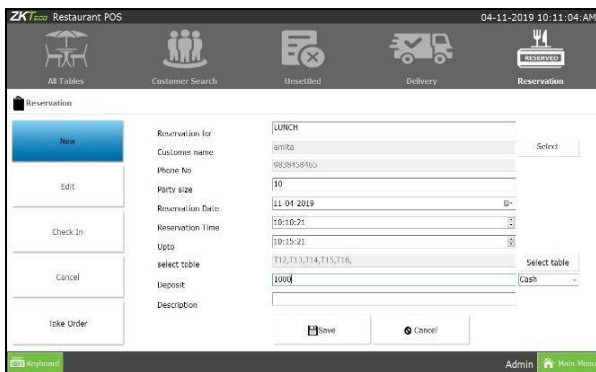 ZKTeco Restaurant POS 04-11-2019 10:11:04:AM
RESERVED
All Tables Customer Search Unsettled Delivery Reservation
Reservation
New
Edit
Check In
Cancel
Take Order
Reservation for LUNCH
Customer name amita Select
Phone No 9838458465
Party size 10
Reservation Date 11-04-2019
Reservation Time 10:10:21
Upto 10:15:21
select table T12,T13,T14,T15,T16, Select table
Deposit 1000 Cash
Description
Save Cancel
Keyboard Admin Main Menu